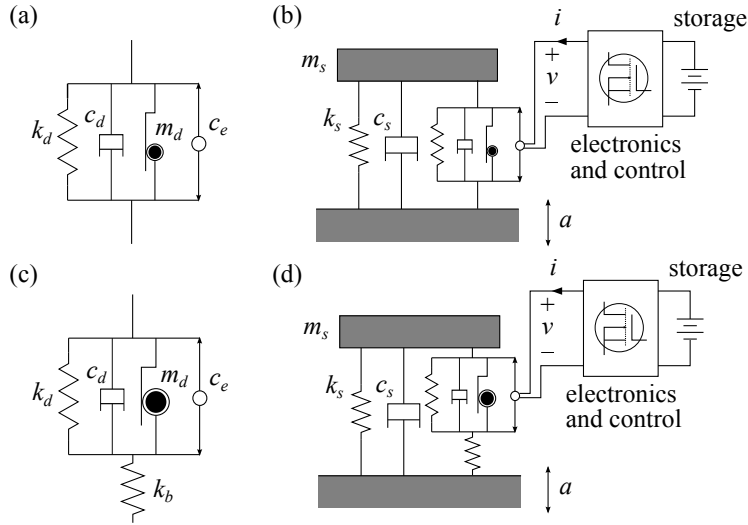 (a)
k_d
c_d
m_d
c_e
(b)
m_s
k_s
c_s
i
+
v
−
storage
electronics
and control
a
(c)
k_d
c_d
m_d
c_e
k_b
(d)
m_s
k_s
c_s
i
+
v
−
storage
electronics
and control
a